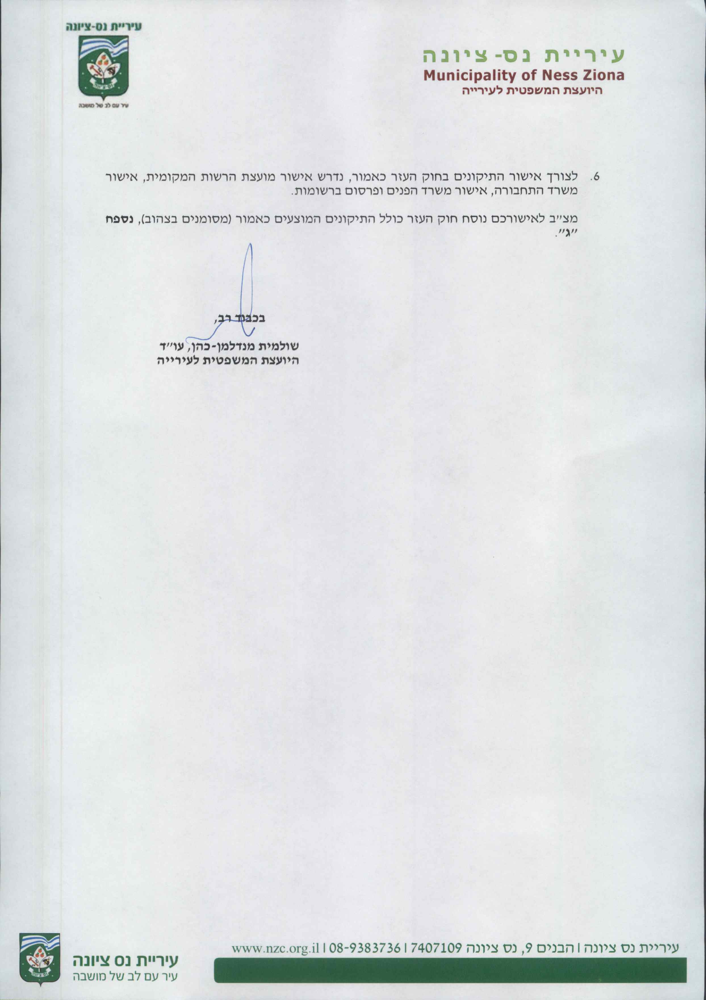 עיריית נס-ציונה
נס-ציונה
עיר עם לב של מושבה
עיריית נס-ציונה
Municipality of Ness Ziona
היועצת המשפטית לעירייה
6. לצורך אישור התיקונים בחוק העזר כאמור, נדרש אישור מועצת הרשות המקומית, אישור
משרד התחבורה, אישור משרד הפנים ופרסום ברשומות.
מצ״ב לאישורכם נוסח חוק העזר כולל התיקונים המוצעים כאמור (מסומנים בצהוב), נספח
״ג״.
בכבוד רב,
שולמית מנדלמן-כהן, עו״ד
היועצת המשפטית לעירייה
עיריית נס ציונה | הבנים 9, נס ציונה 7407109 | 08-9383736 | www.nzc.org.il
נס-ציונה
עיריית נס ציונה
עיר עם לב של מושבה